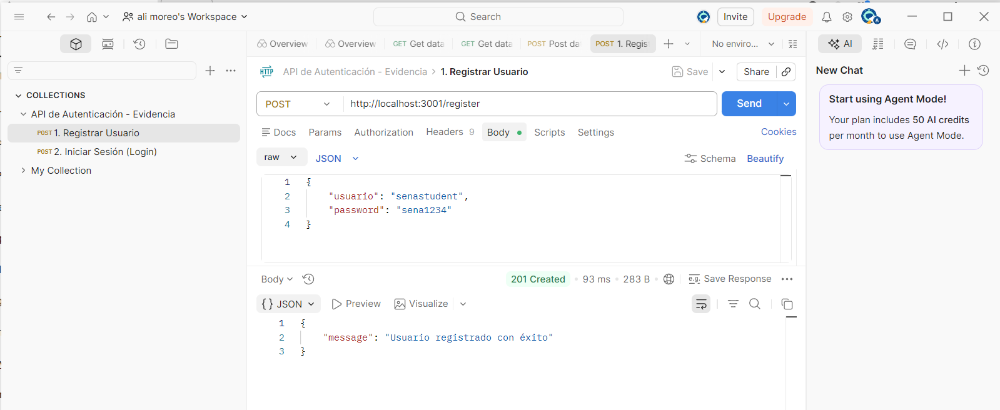 ali moreo's Workspace
Search
Invite
Upgrade
A
Overview
Overview
GET Get data
GET Get data
POST Post da
POST 1. Regist
No enviro...
AI
API de Autenticación - Evidencia > 1. Registrar Usuario
Save
Share
New Chat
COLLECTIONS
API de Autenticación - Evidencia
POST 1. Registrar Usuario
POST 2. Iniciar Sesión (Login)
My Collection
HTTP
POST
http://localhost:3001/register
Send
Start using Agent Mode!
Your plan includes 50 AI credits
per month to use Agent Mode.
Docs
Params
Authorization
Headers 9
Body
Scripts
Settings
Cookies
raw
JSON
Schema
Beautify
1 {
2 "usuario": "senastudent",
3 "password": "sena1234"
4 }
Body
201 Created
93 ms
283 B
e.g. Save Response
{} JSON
Preview
Visualize
1 {
2 "message": "Usuario registrado con éxito"
3 }